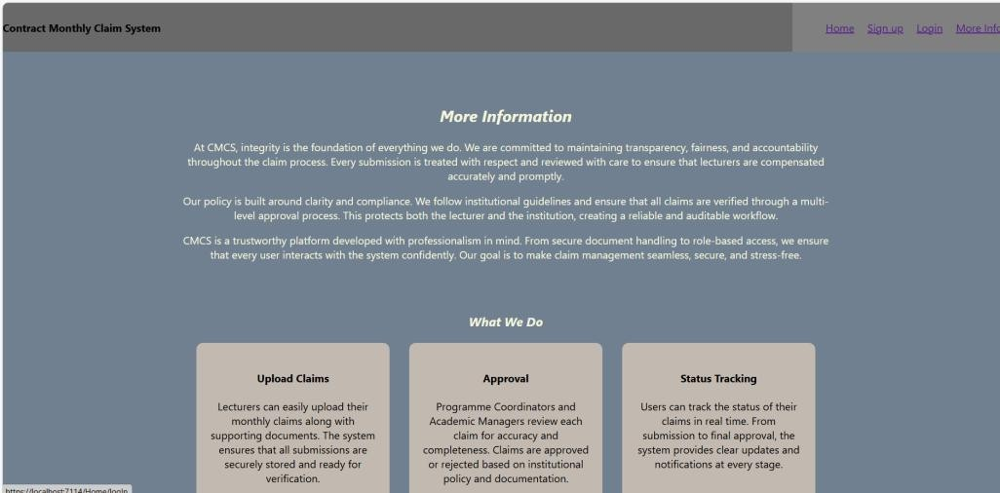 Contract Monthly Claim System
Home Sign up Login More Info
More Information
At CMCS, integrity is the foundation of everything we do. We are committed to maintaining transparency, fairness, and accountability
throughout the claim process. Every submission is treated with respect and reviewed with care to ensure that lecturers are compensated
accurately and promptly.
Our policy is built around clarity and compliance. We follow institutional guidelines and ensure that all claims are verified through a multi-
level approval process. This protects both the lecturer and the institution, creating a reliable and auditable workflow.
CMCS is a trustworthy platform developed with professionalism in mind. From secure document handling to role-based access, we ensure
that every user interacts with the system confidently. Our goal is to make claim management seamless, secure, and stress-free.
What We Do
Upload Claims
Lecturers can easily upload their
monthly claims along with
supporting documents. The system
ensures that all submissions are
securely stored and ready for
verification.
Approval
Programme Coordinators and
Academic Managers review each
claim for accuracy and
completeness. Claims are approved
or rejected based on institutional
policy and documentation.
Status Tracking
Users can track the status of their
claims in real time. From
submission to final approval, the
system provides clear updates and
notifications at every stage.
https://localhost:7114/Home/login